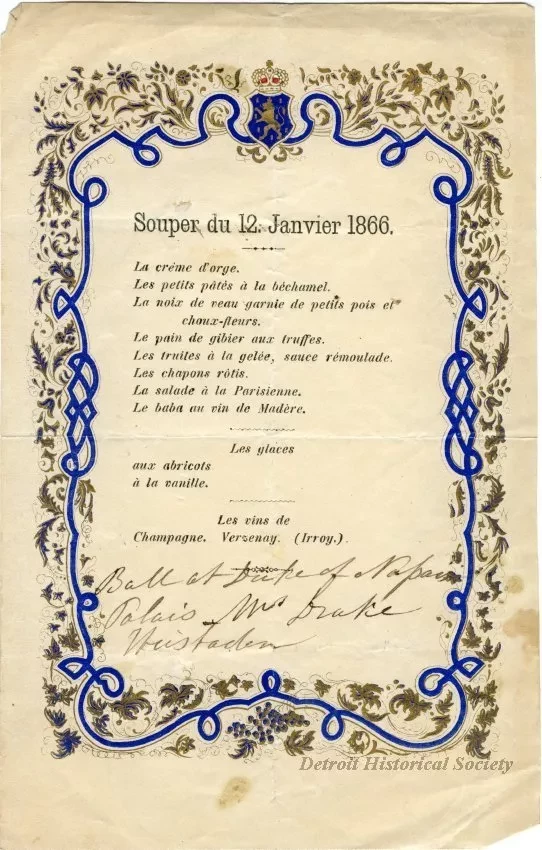 Souper du 12. Janvier 1866.
La crême d'orge.
Les petits pâtés à la béchamel.
La noix de veau garnie de petits pois et
choux-fleurs.
Le pain de gibier aux truffes.
Les truites à la gelée, sauce rémoulade.
Les chapons rôtis.
La salade à la Parisienne.
Le baba au vin de Madère.
Les glaces
aux abricots
à la vanille.
Les vins de
Champagne. Verzenay. (Irroy.)
Ball at Duke of Nassau
Palais Mrs Drake
Detroit Historical Society